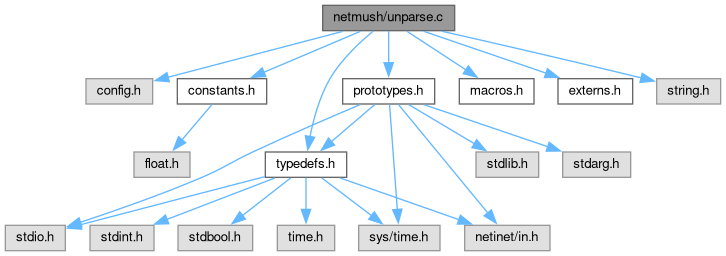 netmush/unparse.c
config.h
constants.h
prototypes.h
macros.h
externs.h
string.h
float.h
typedefs.h
stdlib.h
stdarg.h
stdio.h
stdint.h
stdbool.h
time.h
sys/time.h
netinet/in.h